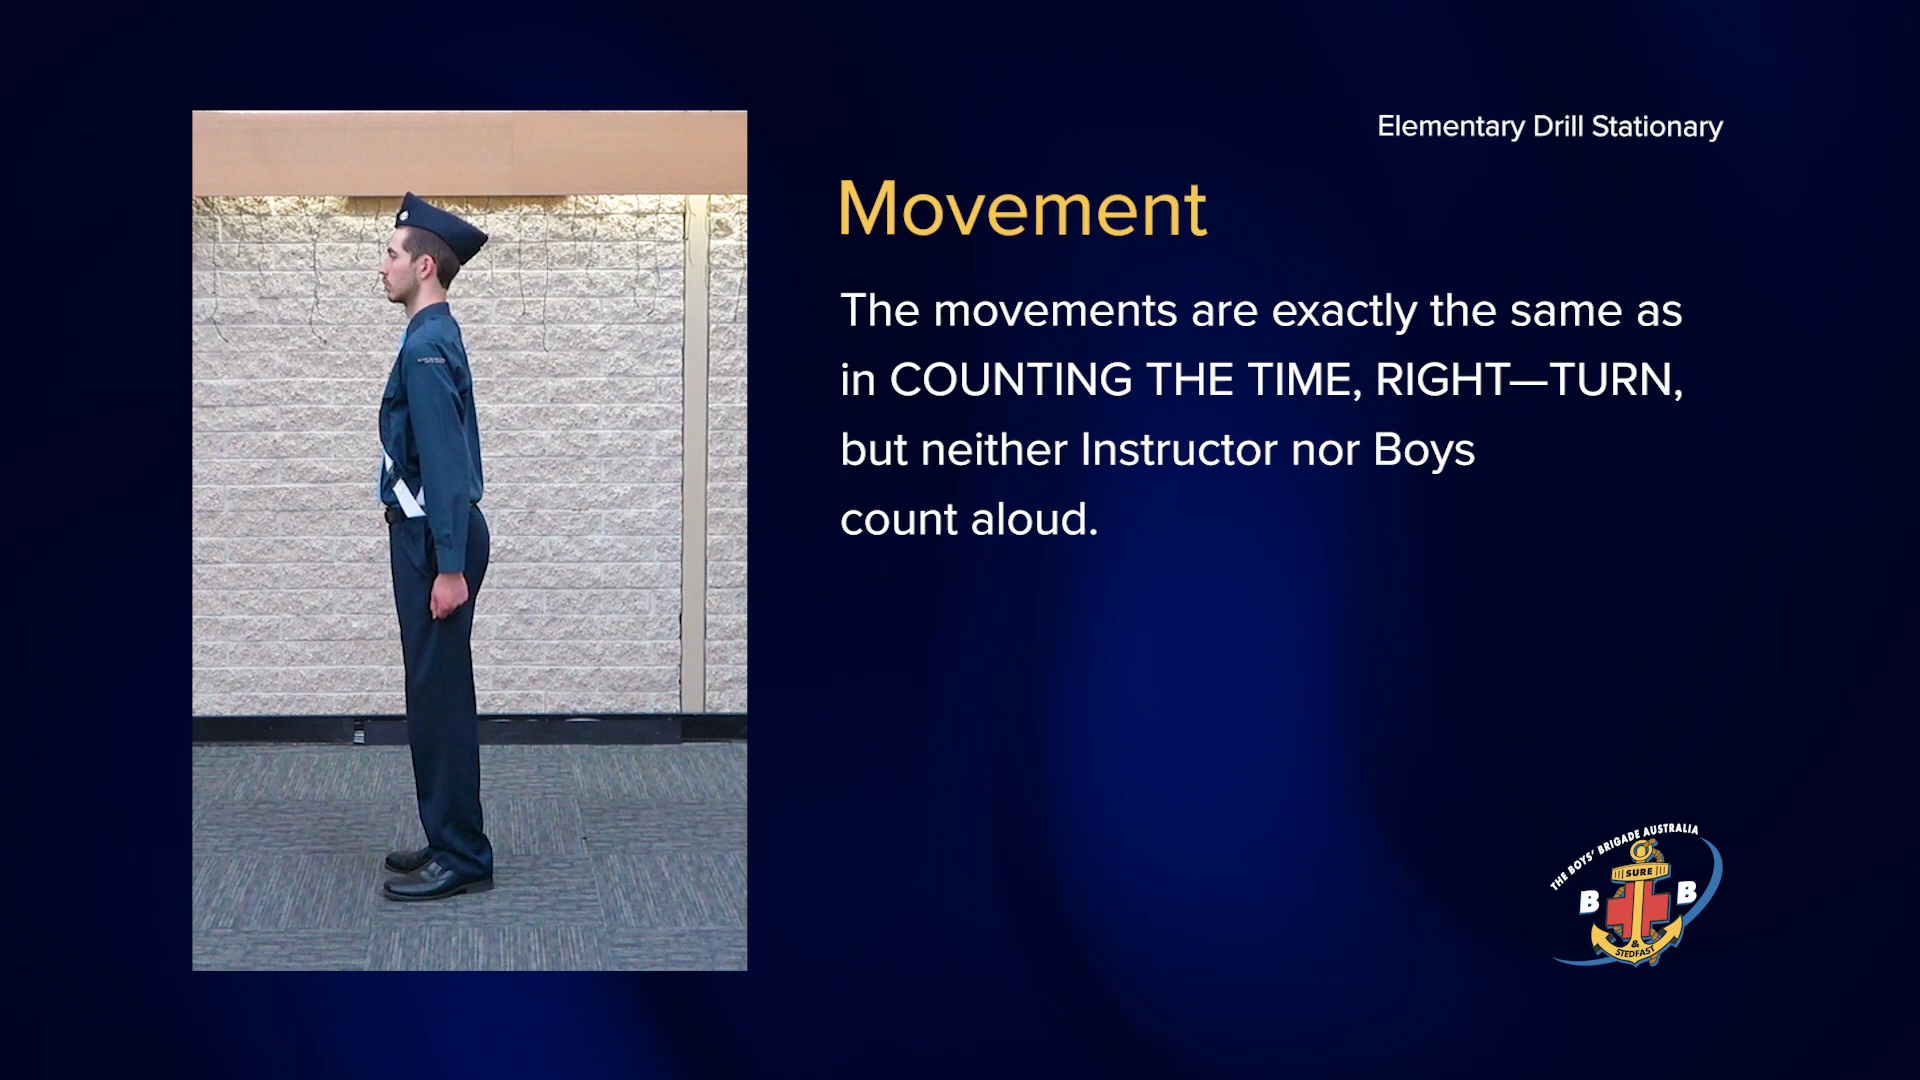 Elementary Drill Stationary
Movement
The movements are exactly the same as
in COUNTING THE TIME, RIGHT—TURN,
but neither Instructor nor Boys
count aloud.
THE BOYS' BRIGADE AUSTRALIA
SURE
B B
&
STEDFAST